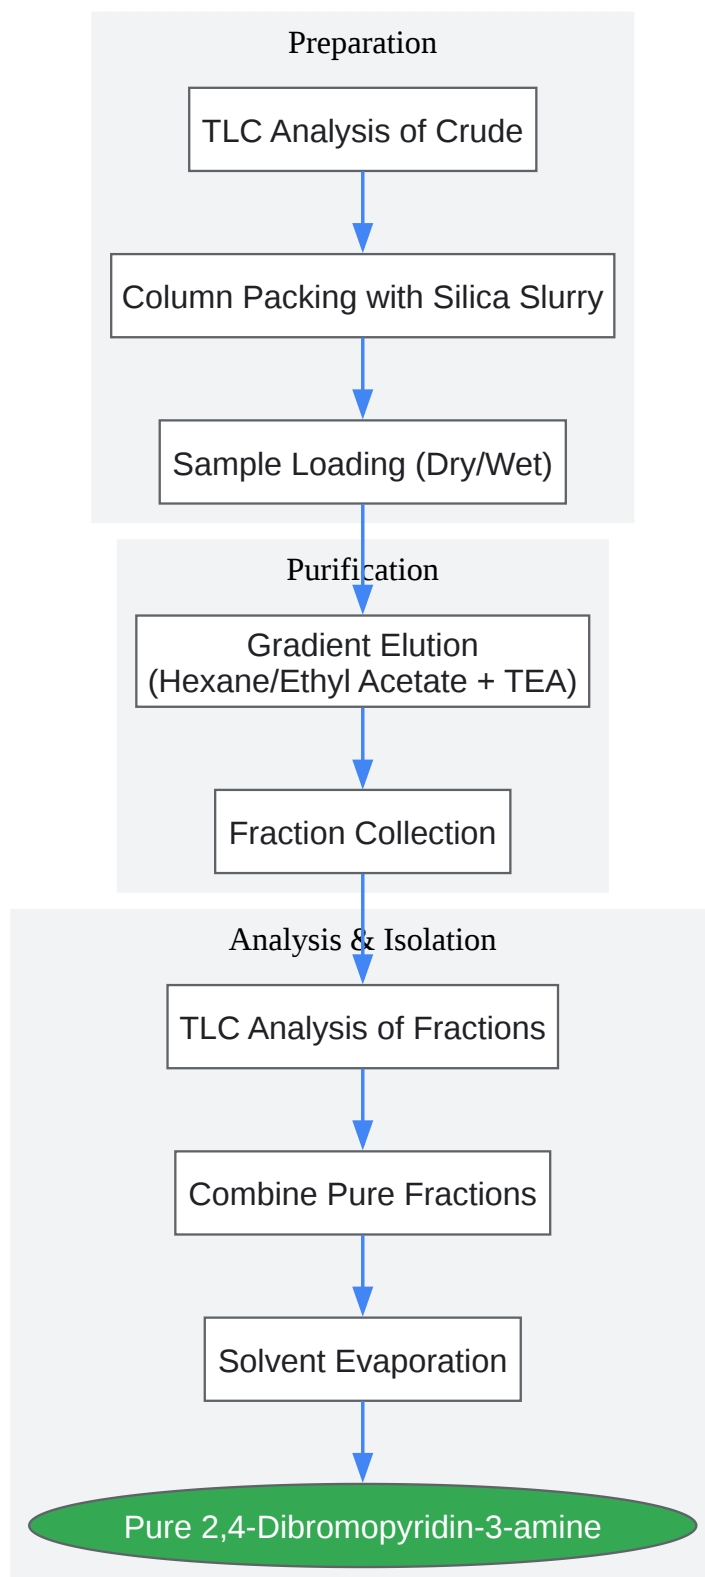 Preparation
TLC Analysis of Crude
Column Packing with Silica Slurry
Sample Loading (Dry/Wet)
Purification
Gradient Elution
(Hexane/Ethyl Acetate + TEA)
Fraction Collection
Analysis & Isolation
TLC Analysis of Fractions
Combine Pure Fractions
Solvent Evaporation
Pure 2,4-Dibromopyridin-3-amine